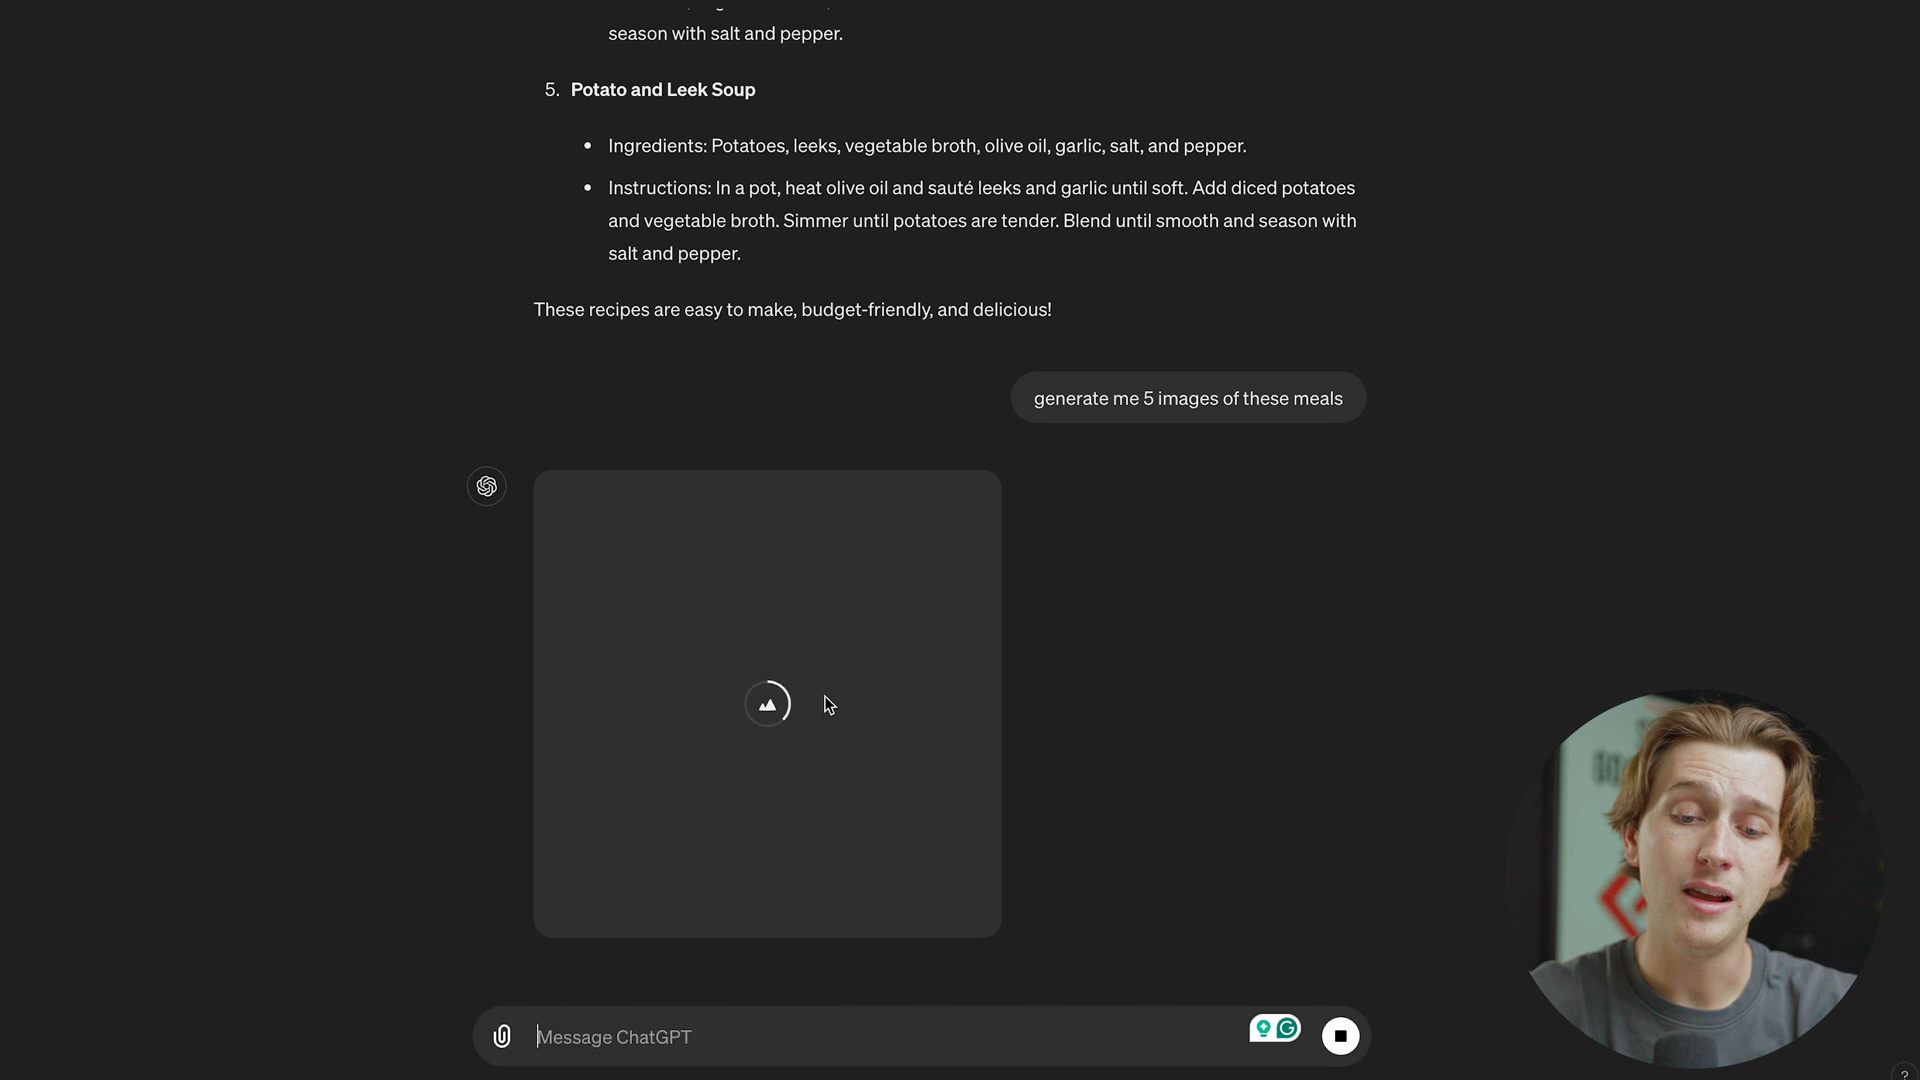 season with salt and pepper.
5. Potato and Leek Soup
• Ingredients: Potatoes, leeks, vegetable broth, olive oil, garlic, salt, and pepper.
• Instructions: In a pot, heat olive oil and sauté leeks and garlic until soft. Add diced potatoes
and vegetable broth. Simmer until potatoes are tender. Blend until smooth and season with
salt and pepper.
These recipes are easy to make, budget-friendly, and delicious!
generate me 5 images of these meals
Message ChatGPT
?